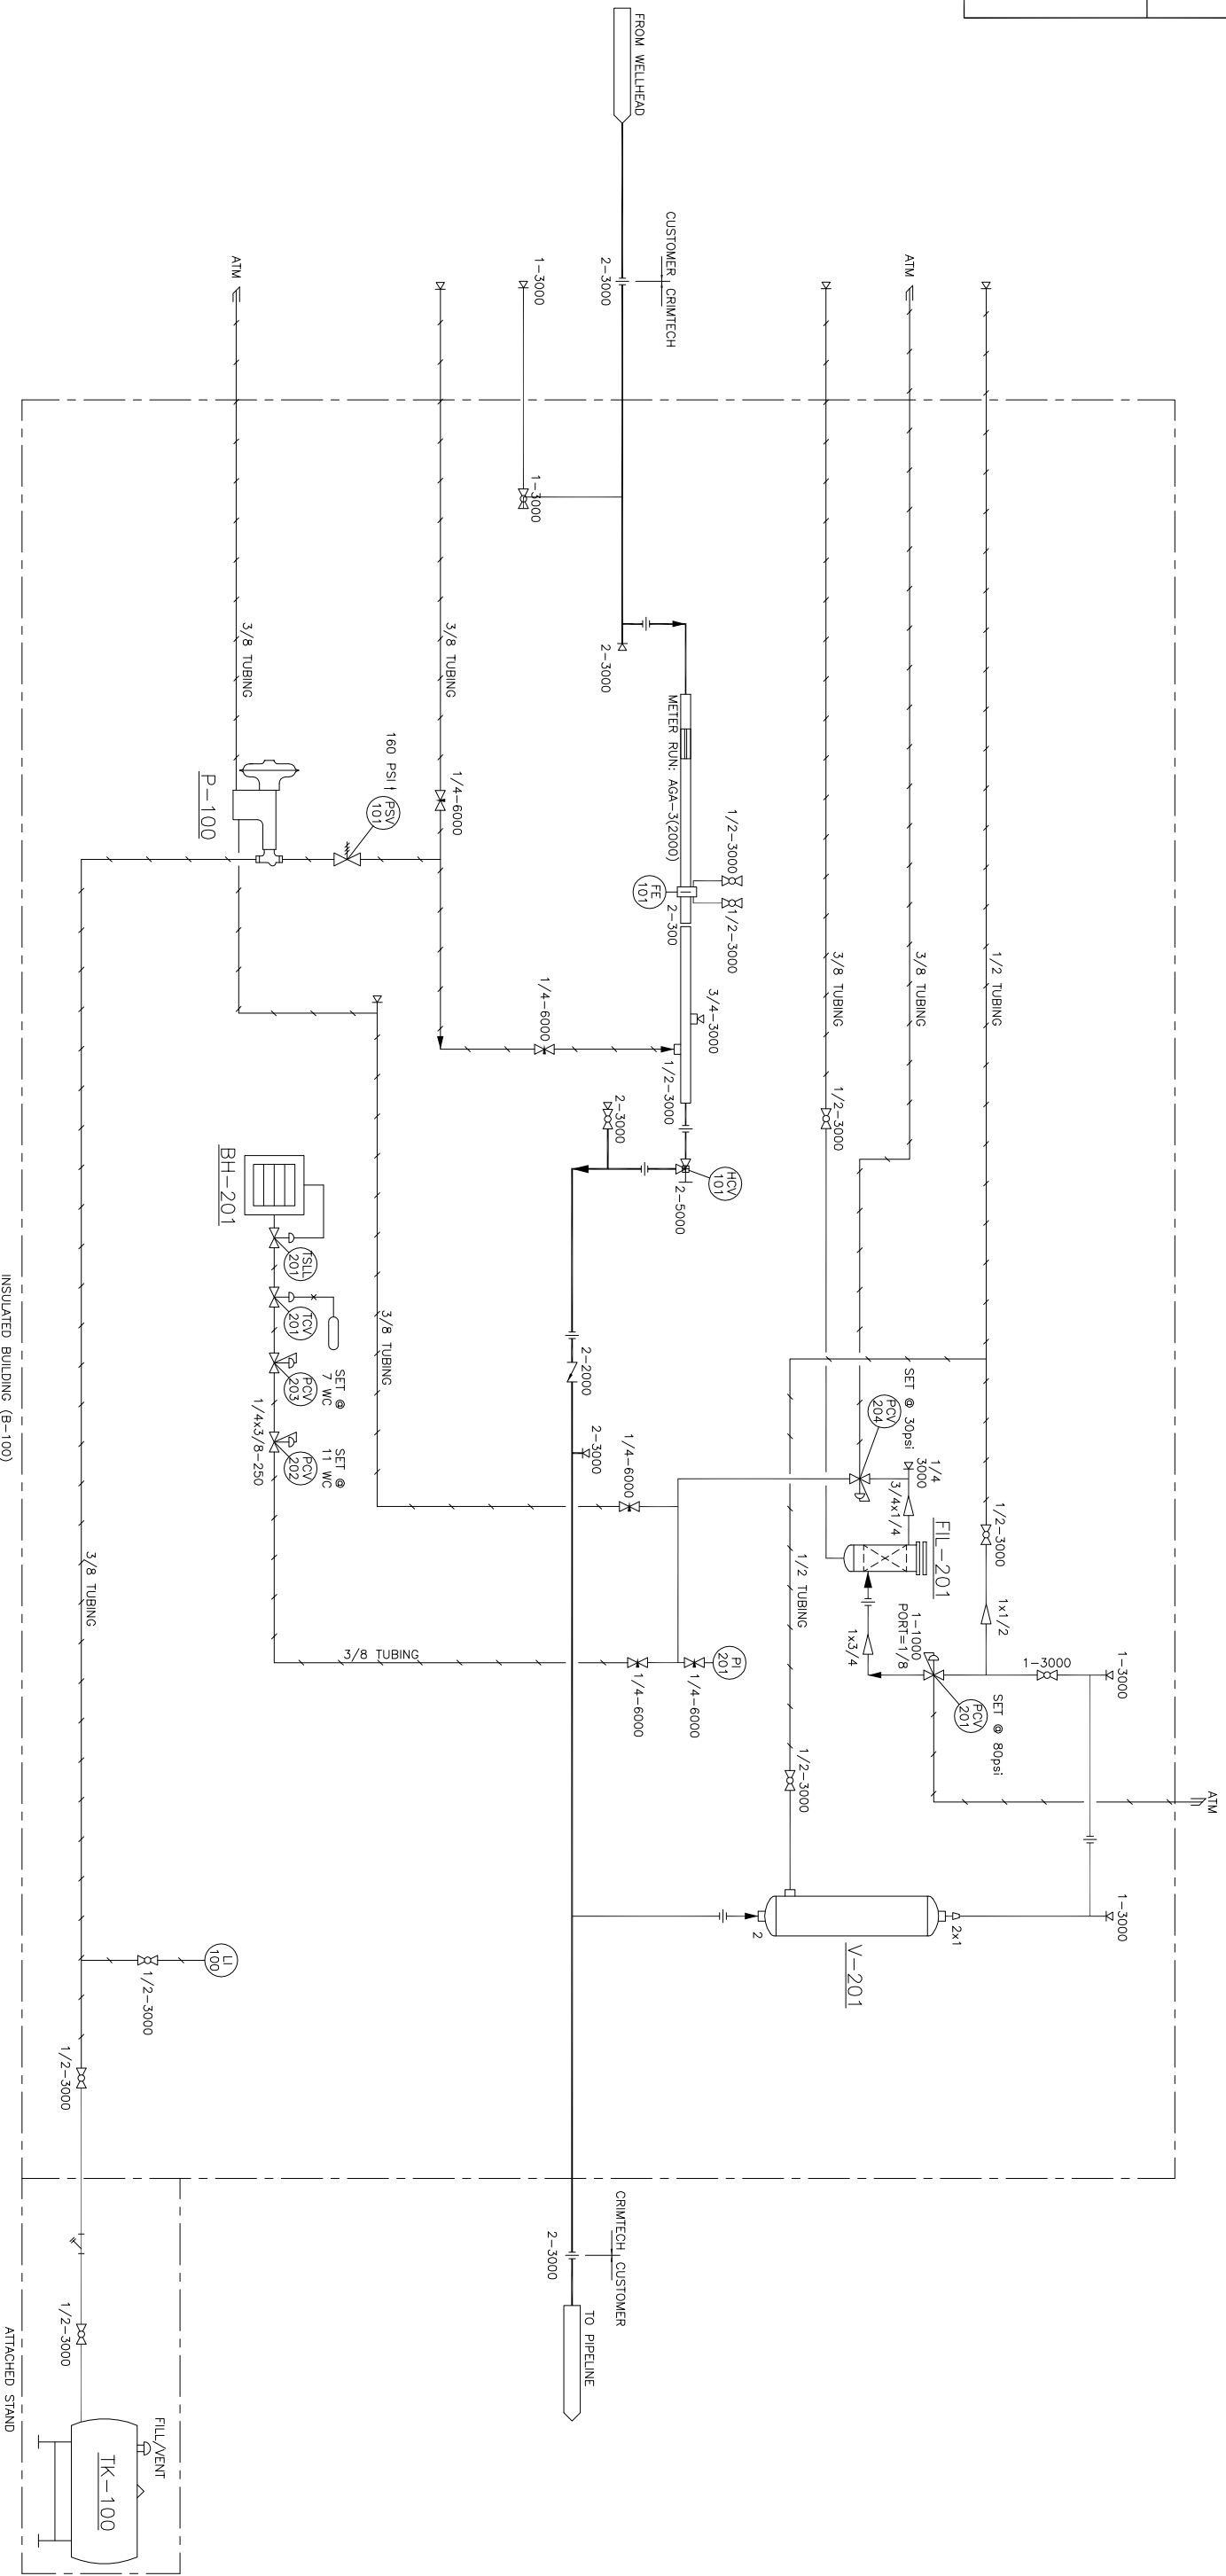 FROM WELLHEAD
CUSTOMER
CRIMTECH
2-3000
ATM
1-3000
ATM
1-3000
3/8 TUBING
3/8 TUBING
2-3000
METER RUN: AGA-3(2000)
160 PSI
PSV
101
1/4-6000
P-100
1/2-3000
1/2-3000
FE
101
2-300
3/8 TUBING
3/8 TUBING
1/2 TUBING
1/4-6000
3/4-3000
1/2-3000
1/2-3000
2-3000
HCV
101
2-5000
BH-201
TSLL
201
TCV
201
PCV
203
SET @
7 WC
PCV
202
SET @
11 WC
1/4x3/8-250
3/8 TUBING
2-2000
2-3000
1/4-6000
SET @ 30psi
PCV
204
1/4
3000
3/4x1/4
FIL-201
1/2-3000
1x1/2
1/2 TUBING
3/8 TUBING
1x3/4
1-1000
PORT=1/8
1-3000
1-3000
PCV
201
SET @ 80psi
PI
201
1/4-6000
1/4-6000
3/8 TUBING
1/2-3000
ATM
1-3000
2x1
2
V-201
LI
100
1/2-3000
1/2-3000
INSULATED BUILDING (B-100)
CRIMTECH
CUSTOMER
2-3000
TO PIPELINE
1/2-3000
FILL/VENT
TK-100
ATTACHED STAND